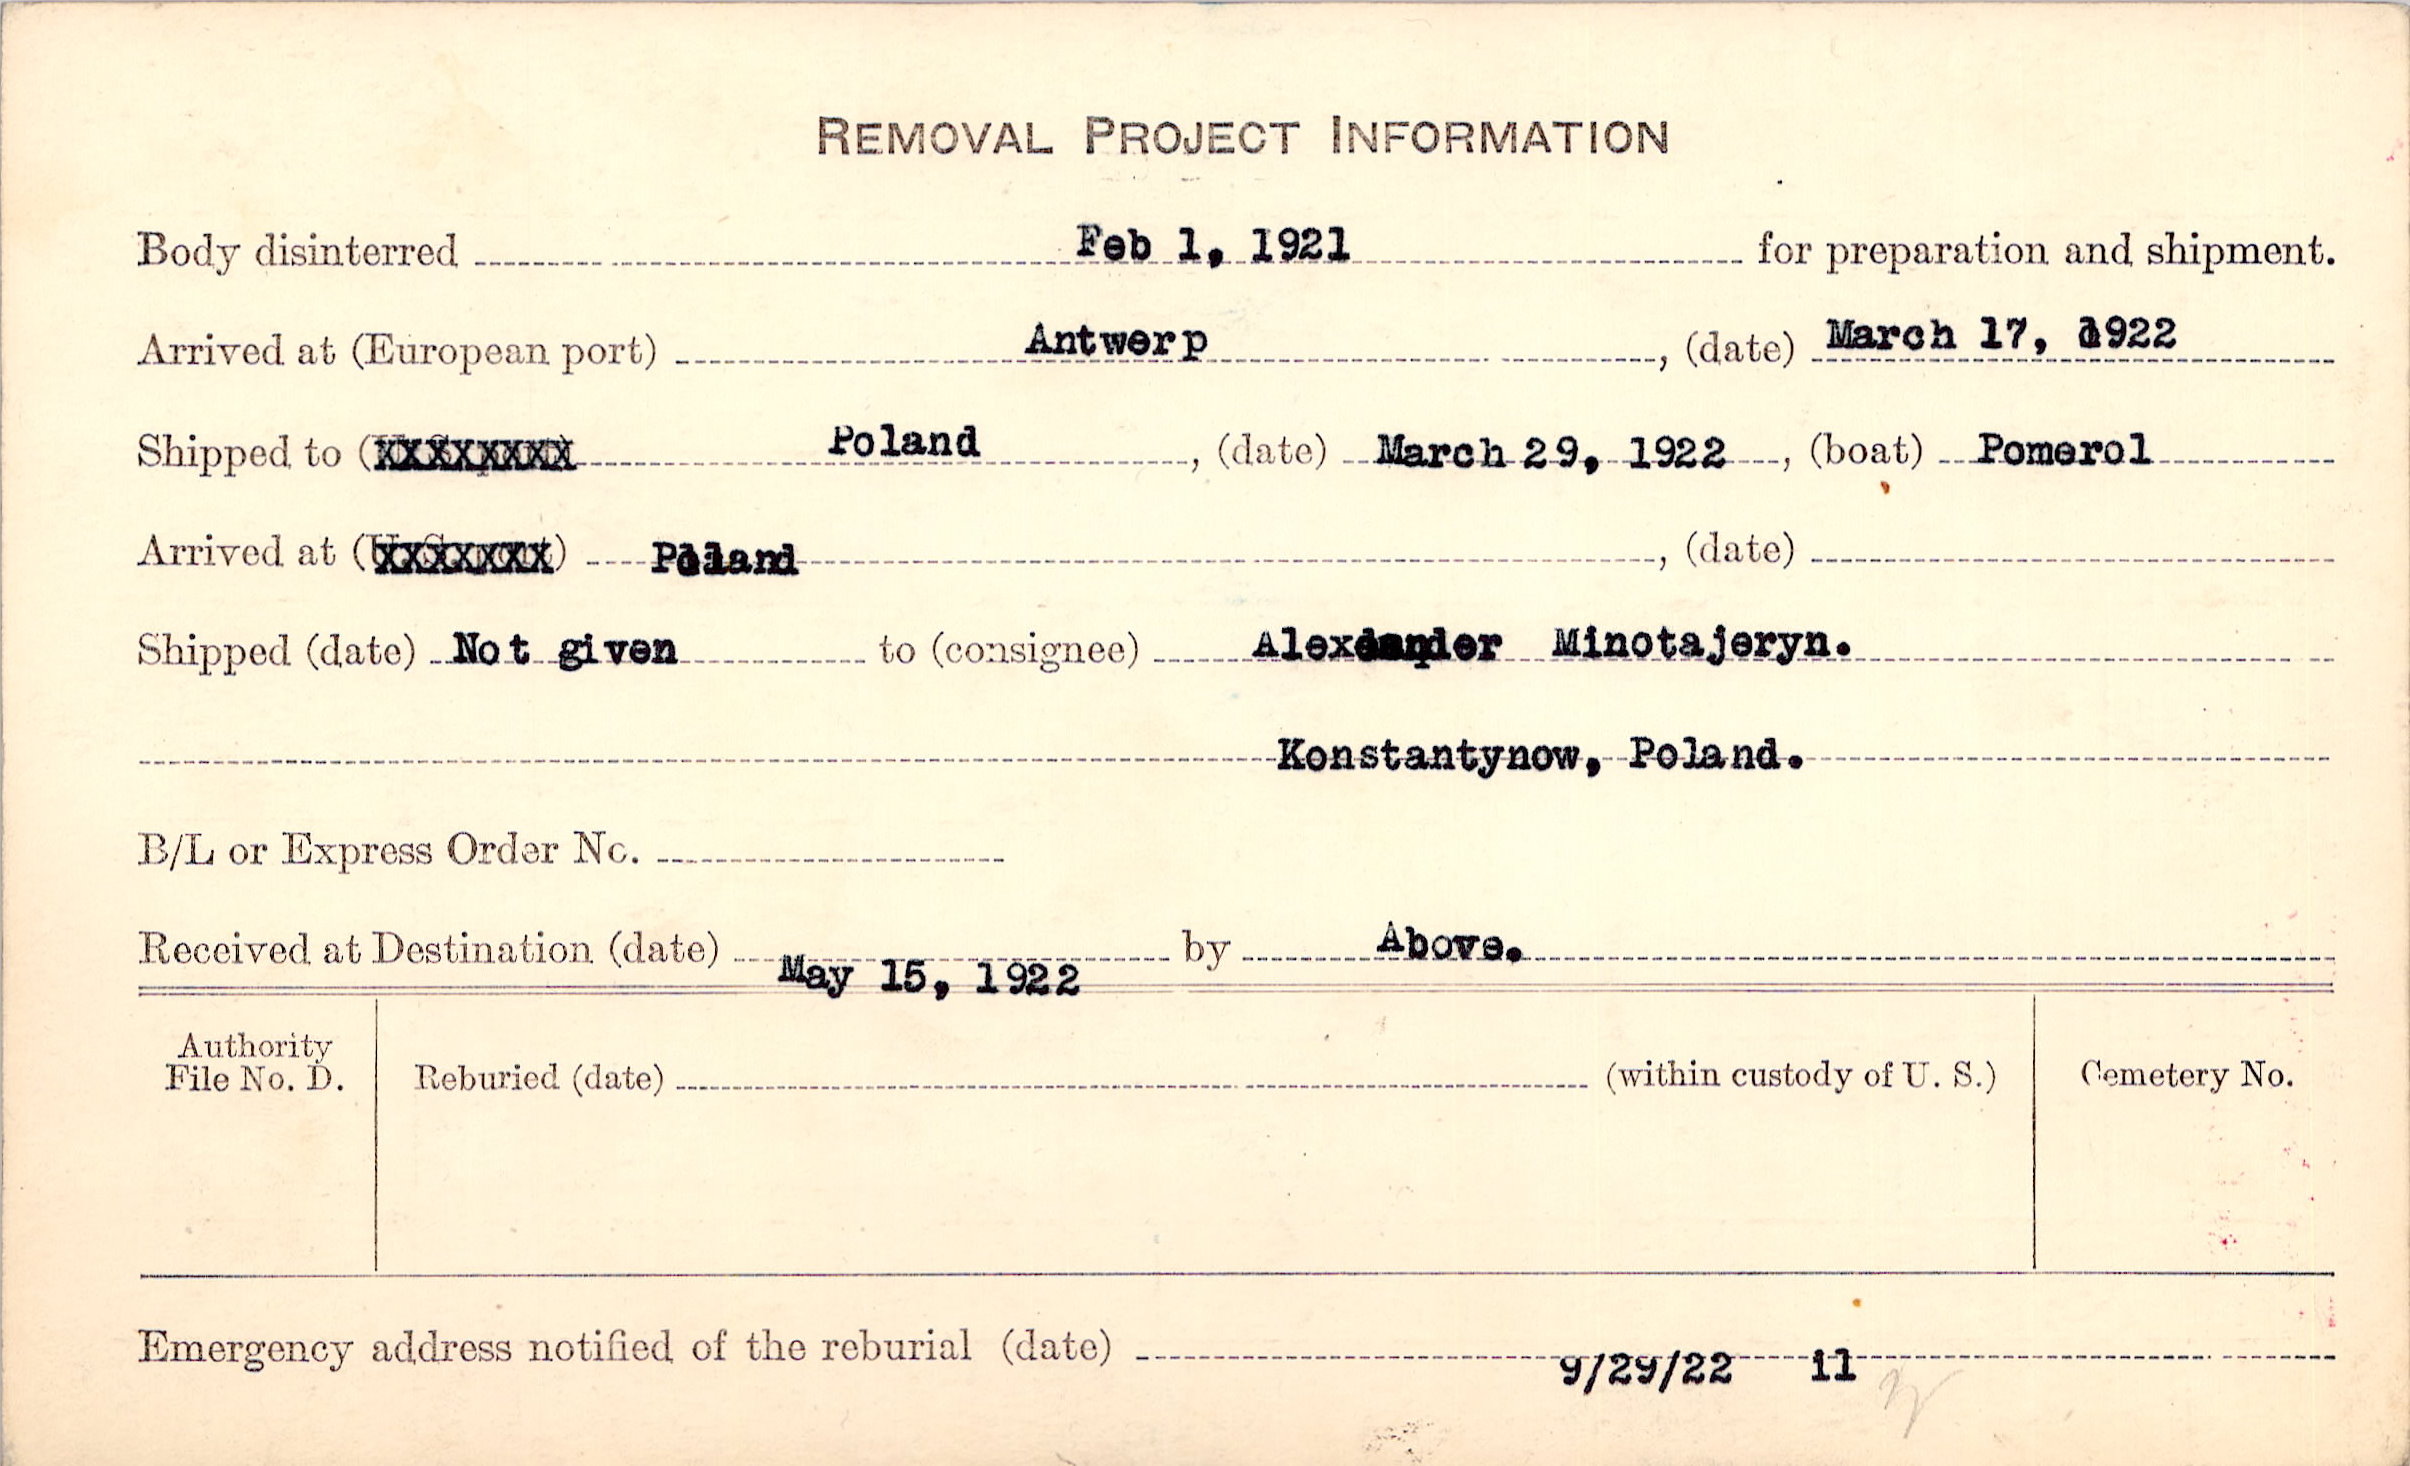 REMOVAL PROJECT INFORMATION
Body disinterred Feb 1, 1921 for preparation and shipment.
Arrived at (European port) Antwerp, (date) March 17, 1922
Shipped to (XXXXXXXX Poland, (date) March 29, 1922, (boat) Pomerol
Arrived at (XXXXXXX) Poland, (date)
Shipped (date) Not given to (consignee) Alexander Minotajeryn.
Konstantynow, Poland.
B/L or Express Order No.
Received at Destination (date) May 15, 1922 by Above.
Authority
File No. D.
Reburied (date) (within custody of U. S.)
Cemetery No.
Emergency address notified of the reburial (date) 9/29/22 il